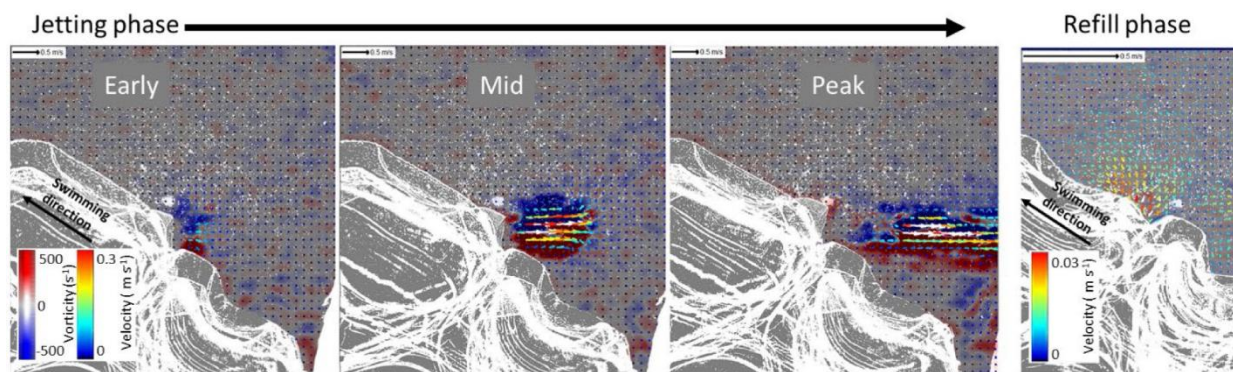 Jetting phase
Refill phase
0.5 m/s
0.5 m/s
0.5 m/s
0.5 m/s
Early
Mid
Peak
Swimming
direction
Swimming
direction
500
0
-500
Vorticity (s⁻¹)
0.3
0
Velocity ( m s⁻¹)
0.03
0
Velocity ( m s⁻¹)